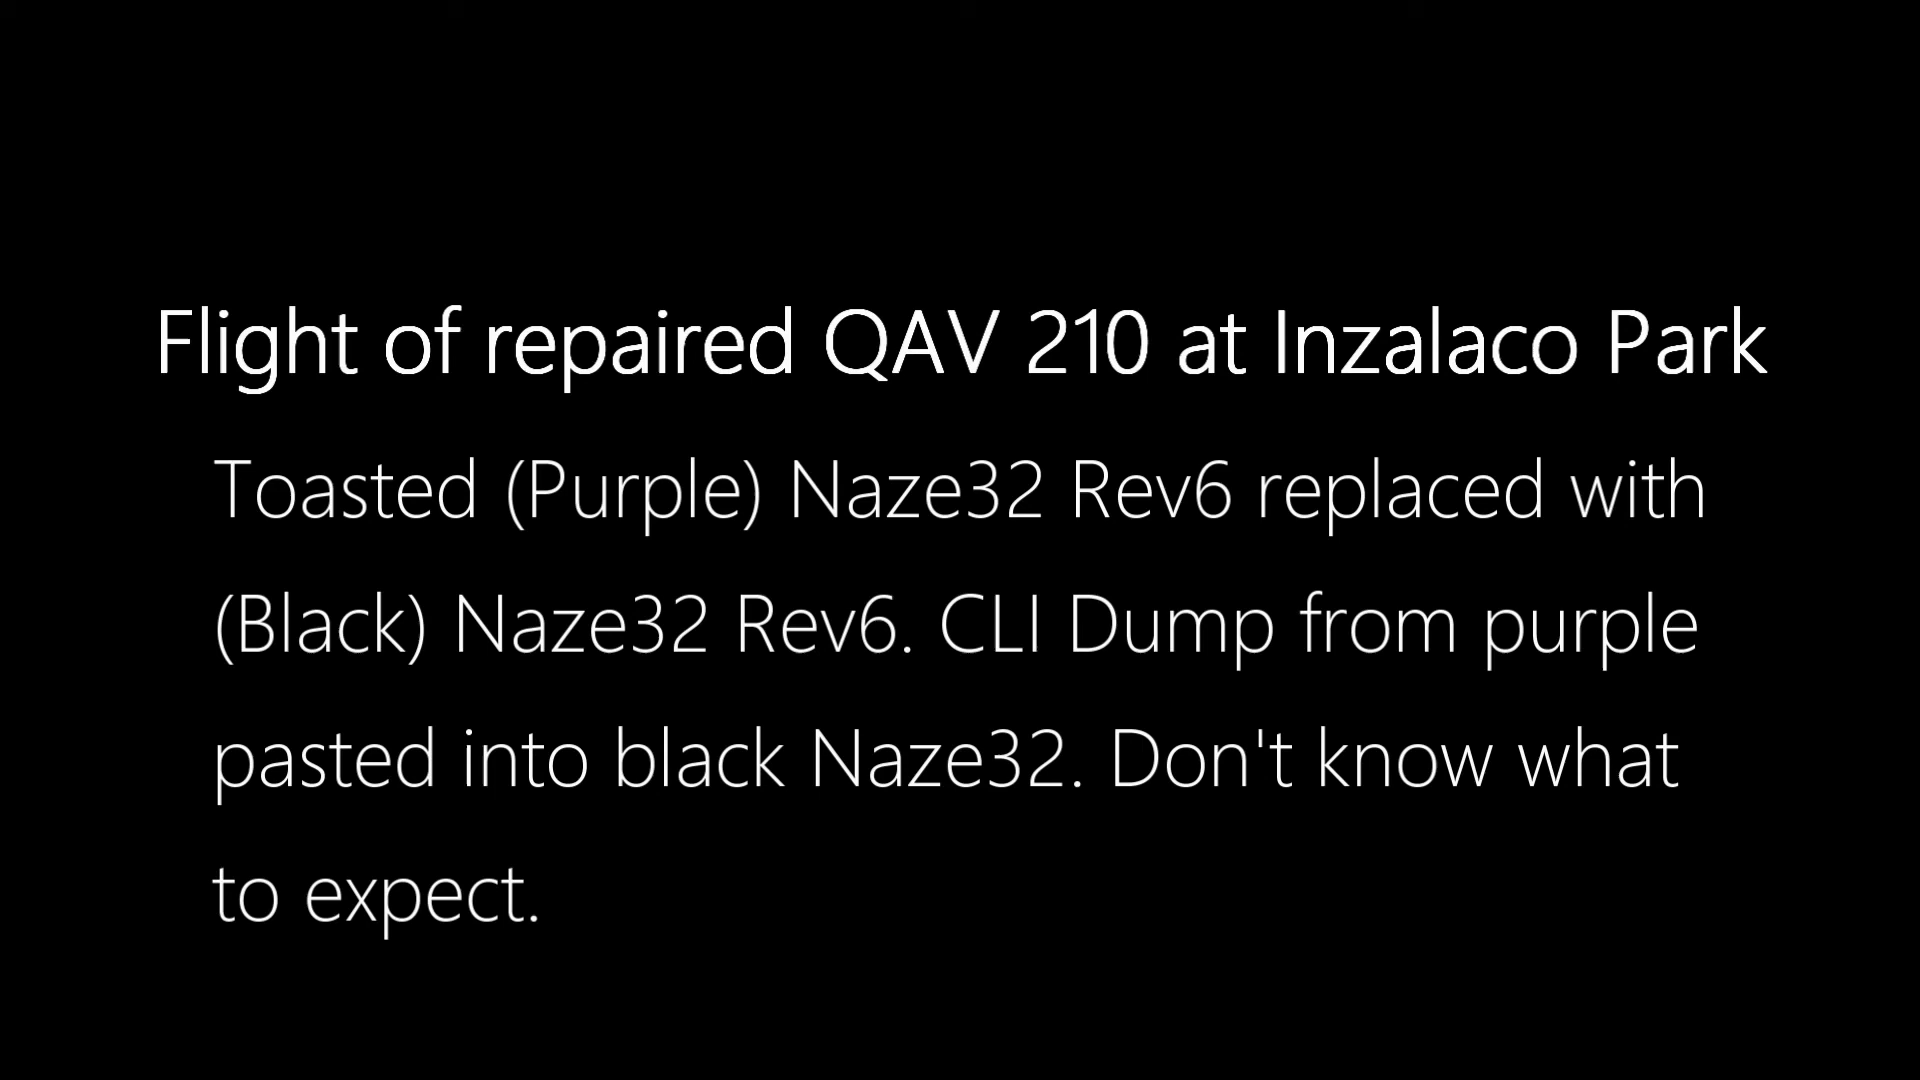 Flight of repaired QAV 210 at Inzalaco Park
Toasted (Purple) Naze32 Rev6 replaced with
(Black) Naze32 Rev6. CLI Dump from purple
pasted into black Naze32. Don't know what
to expect.